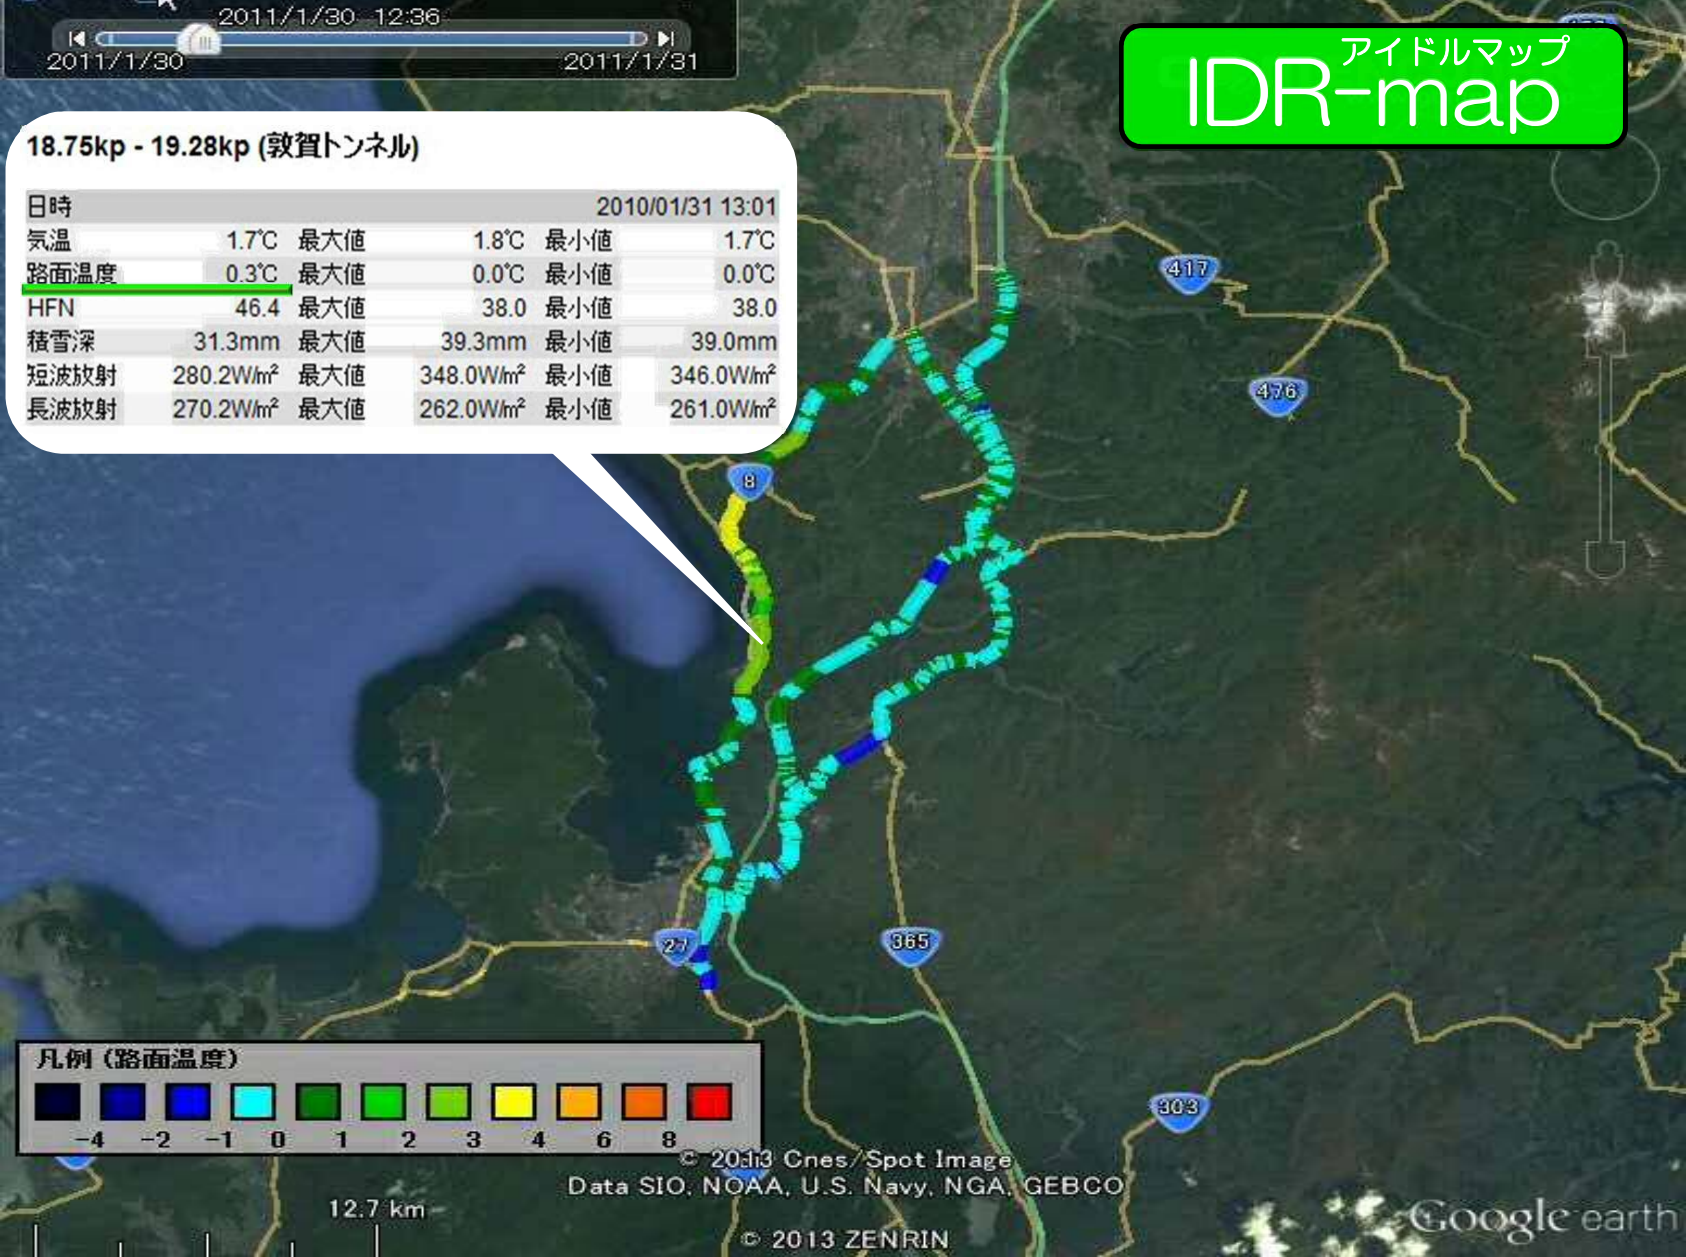 2011/1/30 12:36
2011/1/30 2011/1/31
アイドルマップ
IDR-map
18.75kp - 19.28kp (敦賀トンネル)
日時 2010/01/31 13:01
気温 1.7℃ 最大値 1.8℃ 最小値 1.7℃
路面温度 0.3℃ 最大値 0.0℃ 最小値 0.0℃
HFN 46.4 最大値 38.0 最小値 38.0
積雪深 31.3mm 最大値 39.3mm 最小値 39.0mm
短波放射 280.2W/m² 最大値 348.0W/m² 最小値 346.0W/m²
長波放射 270.2W/m² 最大値 262.0W/m² 最小値 261.0W/m²
417
476
8
27
365
303
凡例（路面温度）
-4 -2 -1 0 1 2 3 4 6 8
© 2013 Cnes/Spot Image
Data SIO, NOAA, U.S. Navy, NGA, GEBCO
12.7 km
© 2013 ZENRIN
Google earth